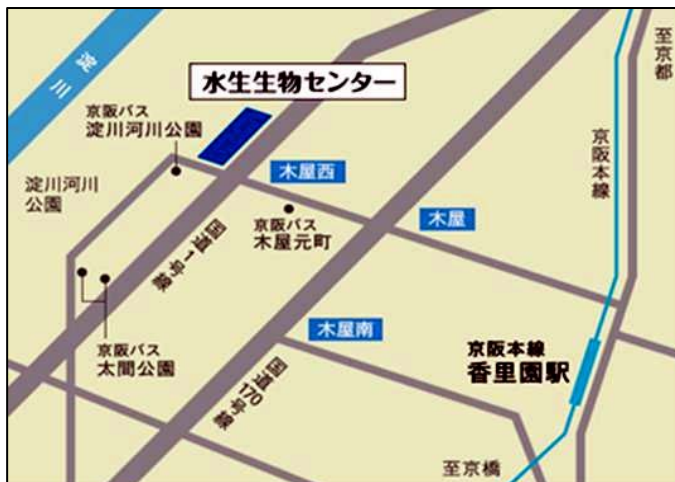 至京都
淀川
水生生物センター
京阪バス
淀川河川公園
京阪本線
淀川河川
公園
木屋西
木屋
京阪バス
木屋元町
国道1号線
木屋南
京阪本線
香里園駅
京阪バス
太間公園
国道170号線
至京橋